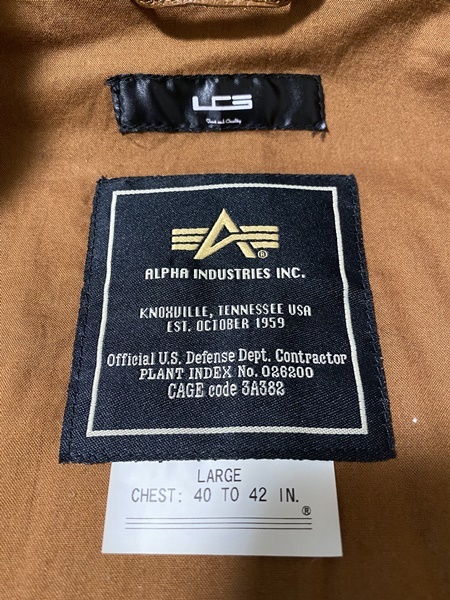 LCS
ALPHA INDUSTRIES INC.
KNOXVILLE, TENNESSEE USA
EST. OCTOBER 1959
Official U.S. Defense Dept. Contractor
PLANT INDEX No. 026200
CAGE code 3A382
LARGE
CHEST: 40 TO 42 IN.
®